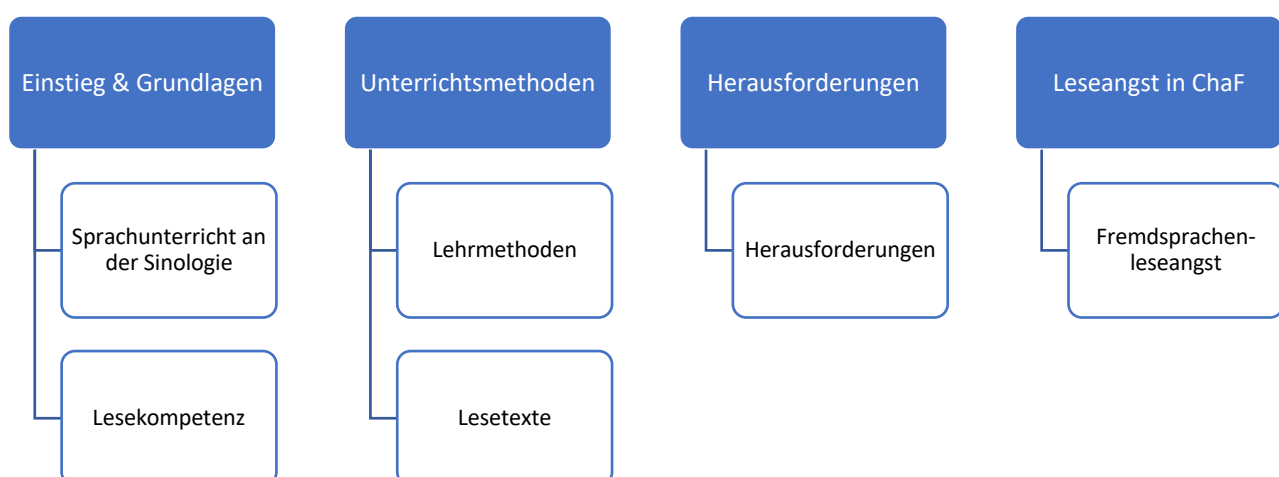 Einstieg & Grundlagen
Sprachunterricht an
der Sinologie
Lesekompetenz
Unterrichtsmethoden
Lehrmethoden
Lesetexte
Herausforderungen
Herausforderungen
Leseangst in ChaF
Fremdsprachen-
leseangst